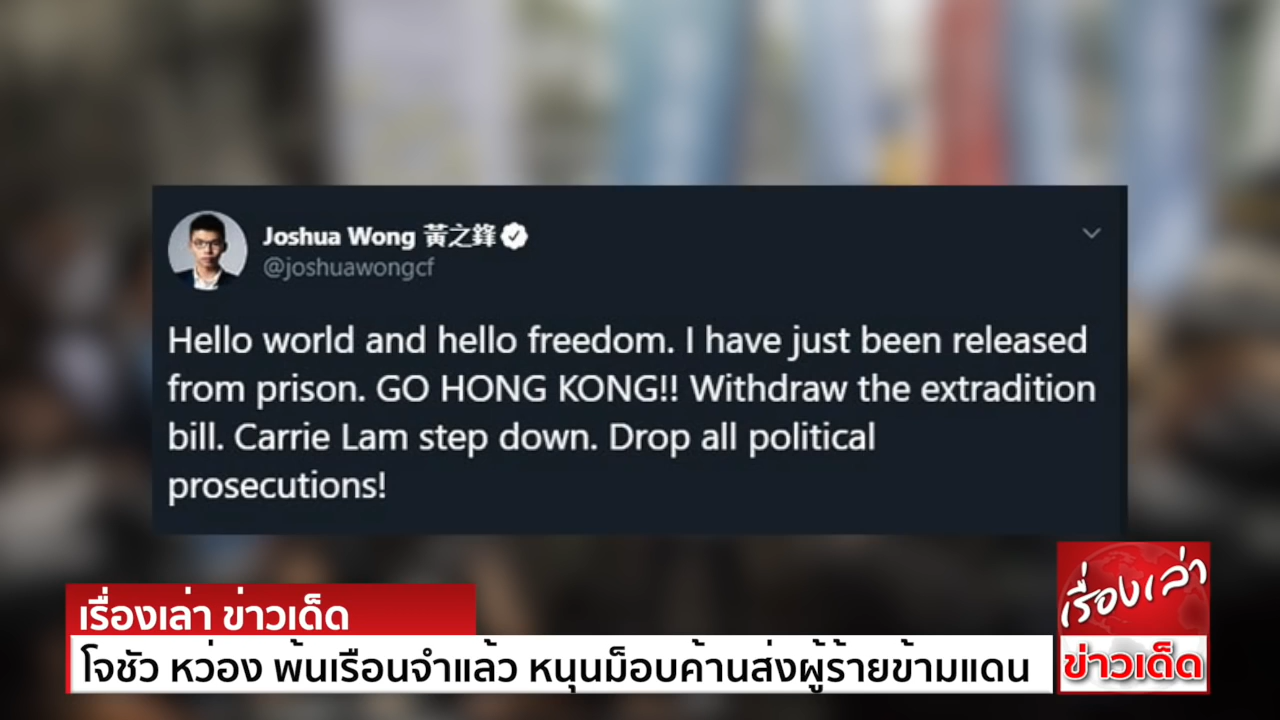 Joshua Wong 黃之鋒
@joshuawongcf
Hello world and hello freedom. I have just been released
from prison. GO HONG KONG!! Withdraw the extradition
bill. Carrie Lam step down. Drop all political
prosecutions!
เรื่องเล่า ข่าวเด็ด
โจชัว หว่อง พ้นเรือนจำแล้ว หนุนม็อบค้านส่งผู้ร้ายข้ามแดน
เรื่องเล่า
ข่าวเด็ด